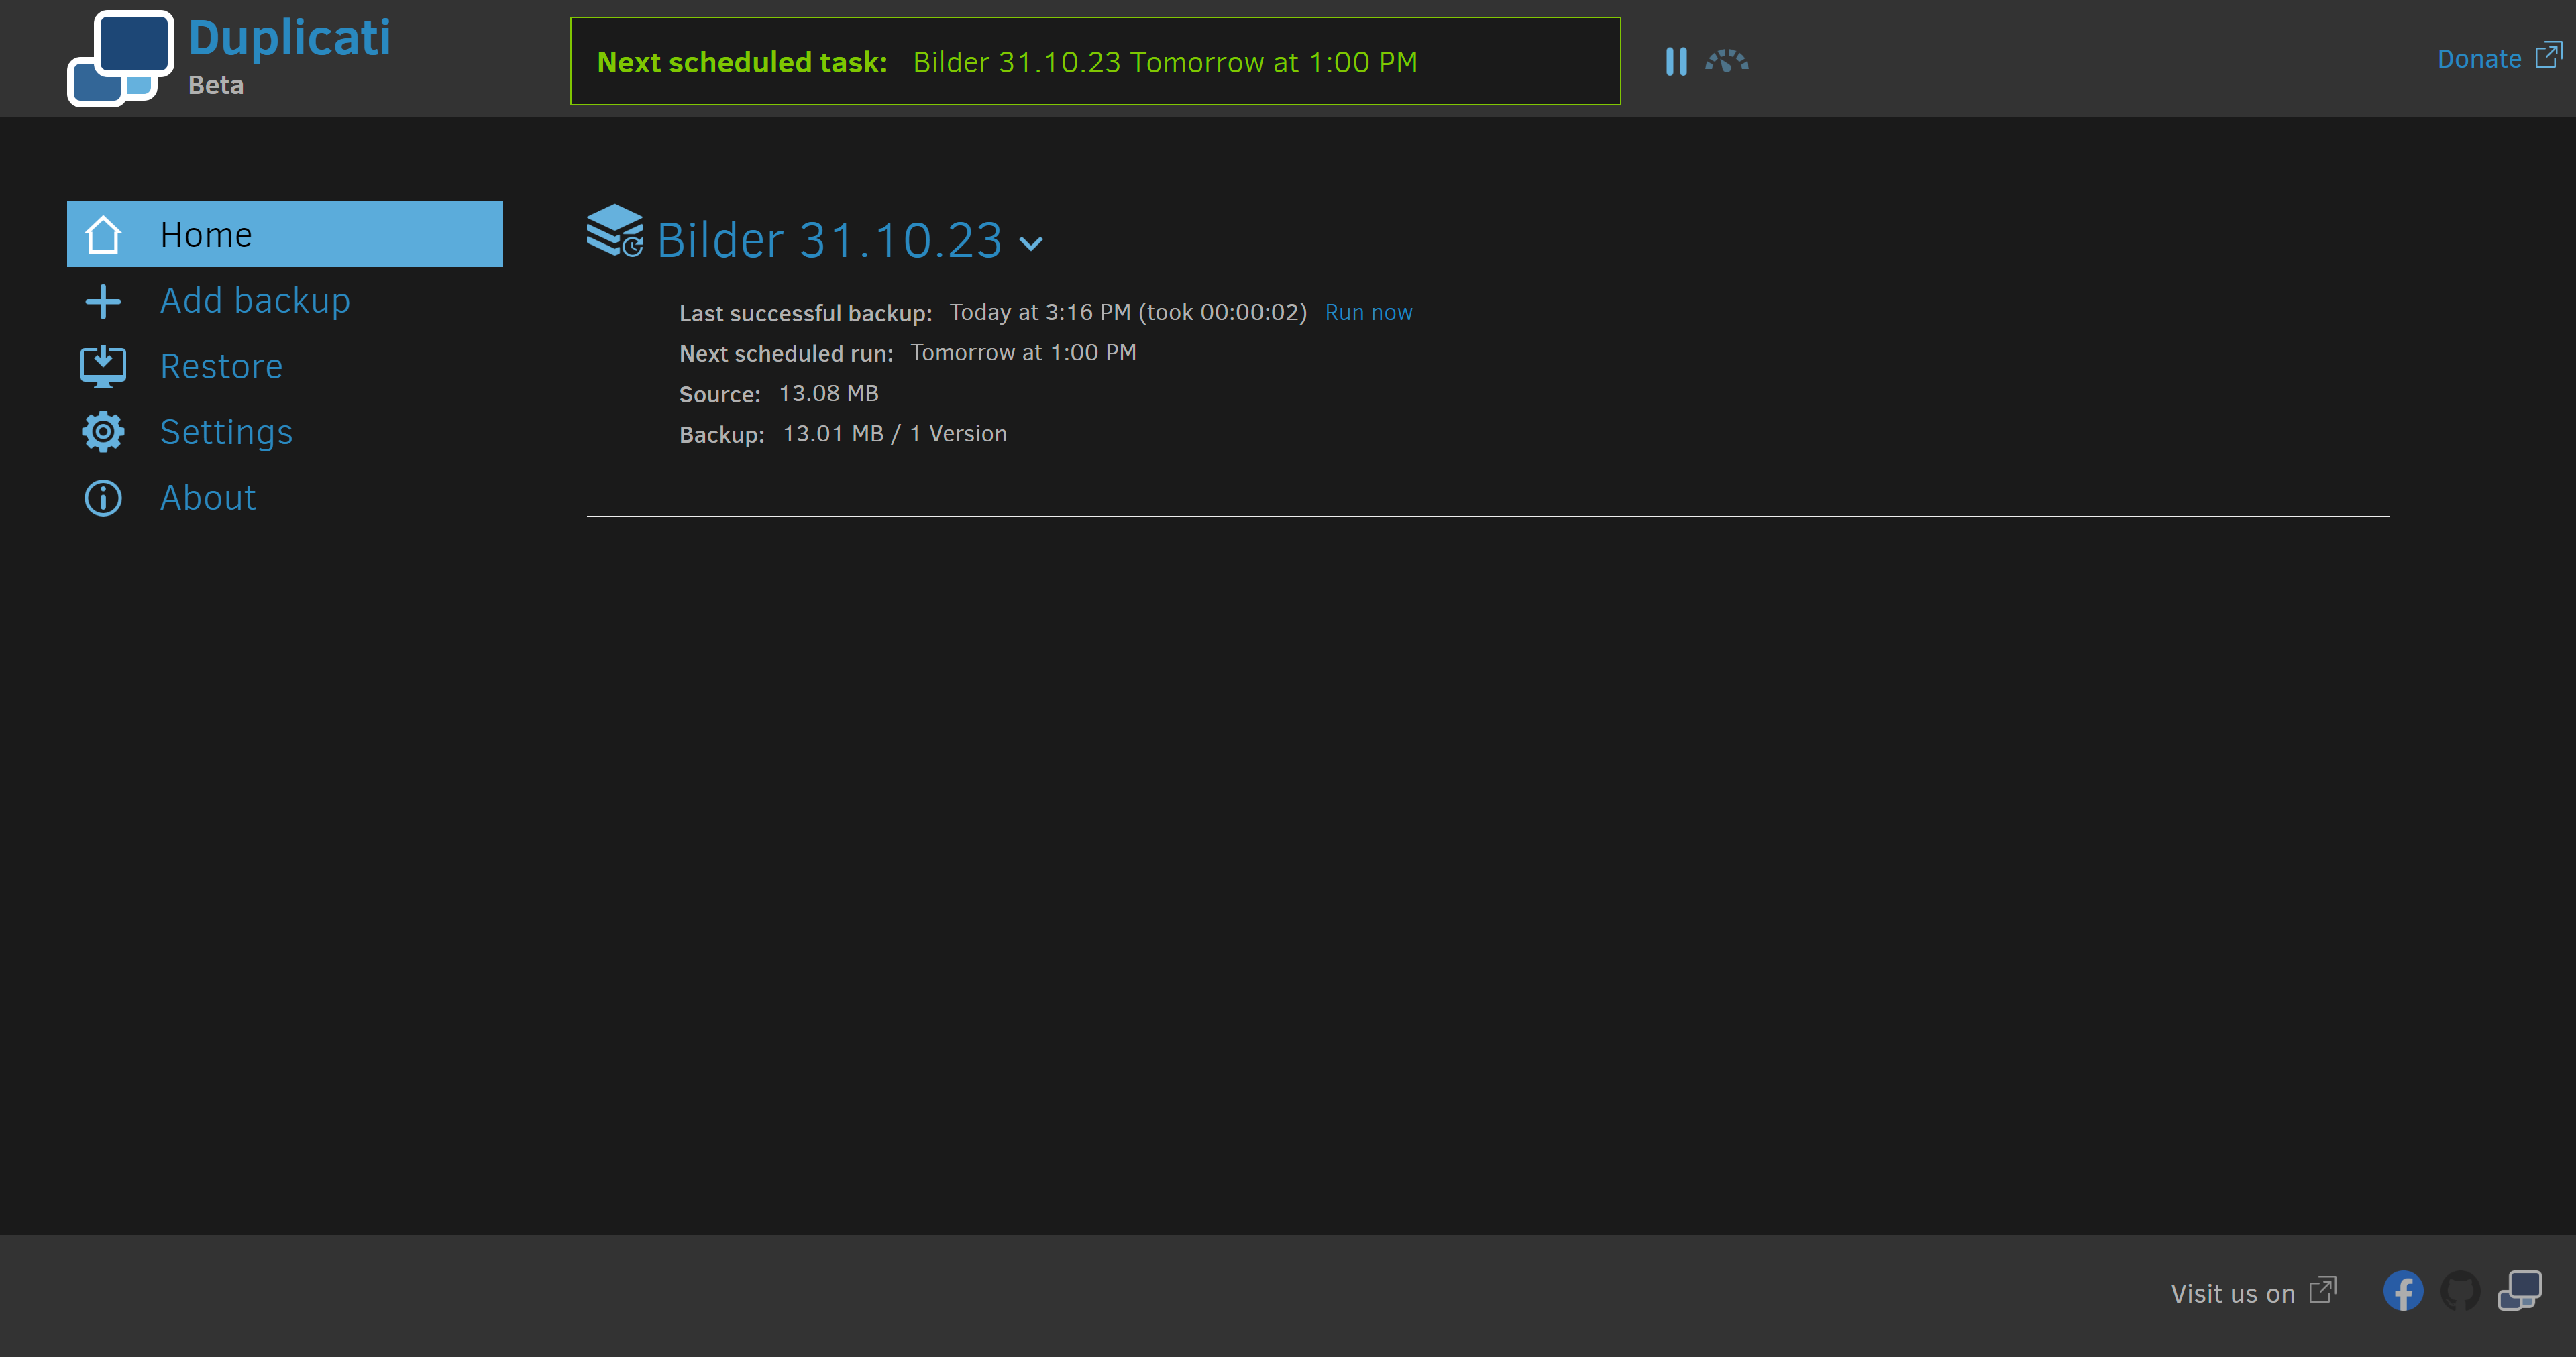 Duplicati
Beta
Next scheduled task: Bilder 31.10.23 Tomorrow at 1:00 PM
Donate
Home
Add backup
Restore
Settings
About
Bilder 31.10.23
Last successful backup: Today at 3:16 PM (took 00:00:02) Run now
Next scheduled run: Tomorrow at 1:00 PM
Source: 13.08 MB
Backup: 13.01 MB / 1 Version
Visit us on